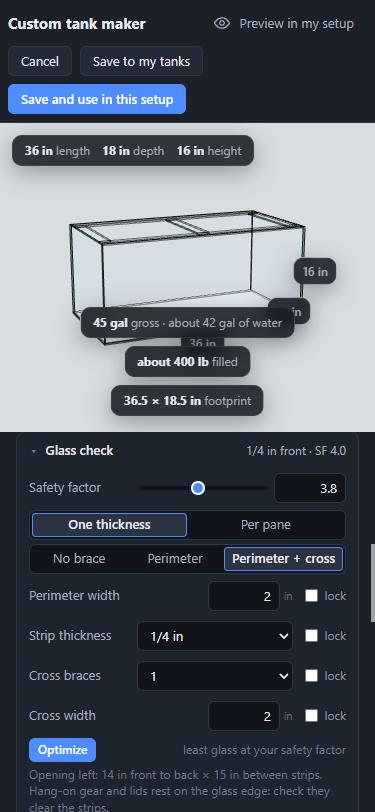 Custom tank maker
Preview in my setup
Cancel
Save to my tanks
Save and use in this setup
36 in length 18 in depth 16 in height
16 in
in
45 gal gross · about 42 gal of water
36 in
about 400 lb filled
36.5 × 18.5 in footprint
Glass check
1/4 in front · SF 4.0
Safety factor
3.8
One thickness
Per pane
No brace
Perimeter
Perimeter + cross
Perimeter width
2 in
lock
Strip thickness
1/4 in
lock
Cross braces
1
lock
Cross width
2 in
lock
Optimize
least glass at your safety factor
Opening left: 14 in front to back × 15 in between strips.
Hang-on gear and lids rest on the glass edge: check they
clear the strips.